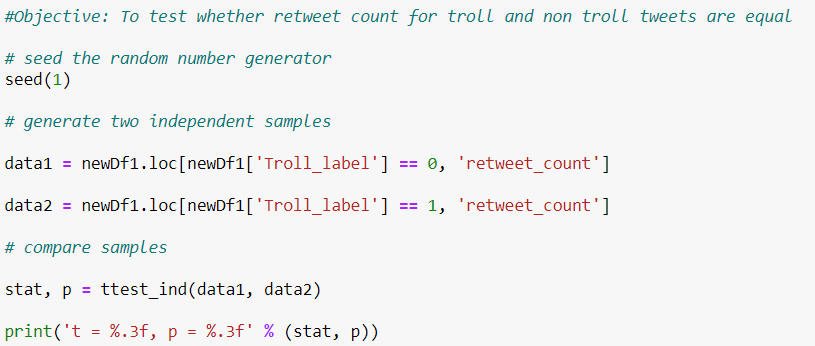 #Objective: To test whether retweet count for troll and non troll tweets are equal
# seed the random number generator
seed(1)
# generate two independent samples
data1 = newDf1.loc[newDf1['Troll_label'] == 0, 'retweet_count']
data2 = newDf1.loc[newDf1['Troll_label'] == 1, 'retweet_count']
# compare samples
stat, p = ttest_ind(data1, data2)
print('t = %.3f, p = %.3f' % (stat, p))